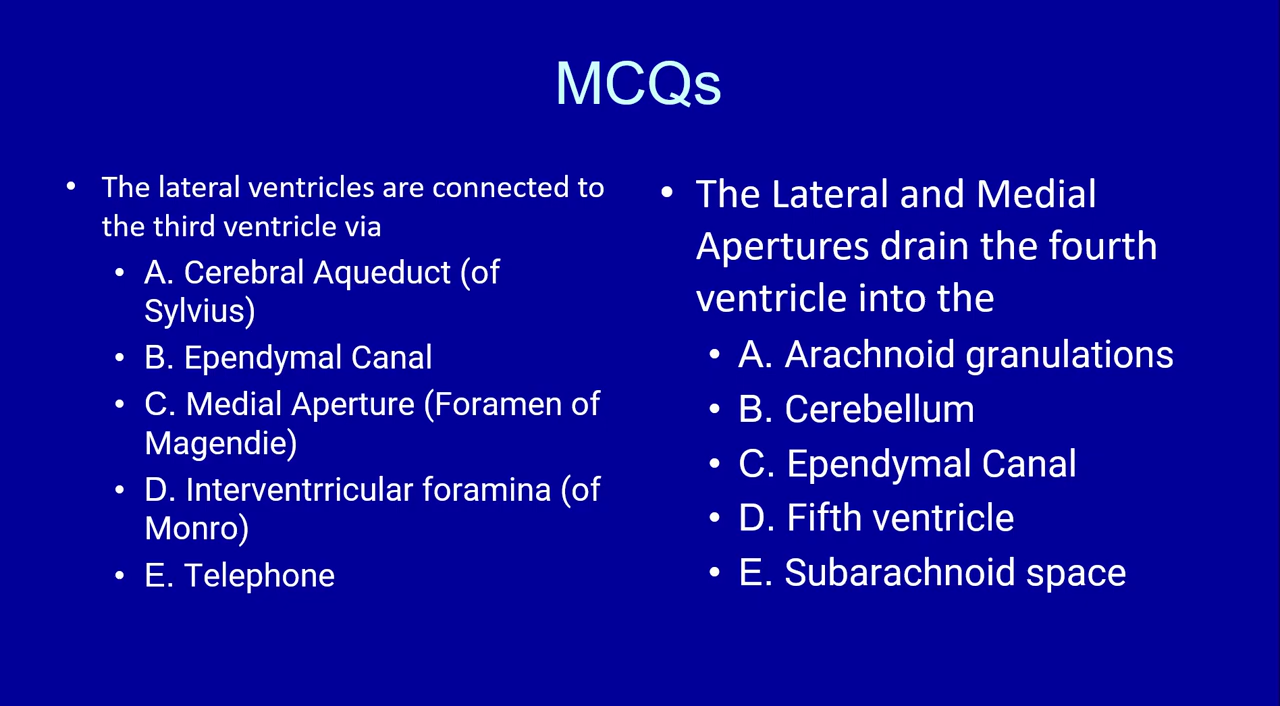 MCQs
• The lateral ventricles are connected to
the third ventricle via
• A. Cerebral Aqueduct (of
Sylvius)
• B. Ependymal Canal
• C. Medial Aperture (Foramen of
Magendie)
• D. Interventrricular foramina (of
Monro)
• E. Telephone
• The Lateral and Medial
Apertures drain the fourth
ventricle into the
• A. Arachnoid granulations
• B. Cerebellum
• C. Ependymal Canal
• D. Fifth ventricle
• E. Subarachnoid space